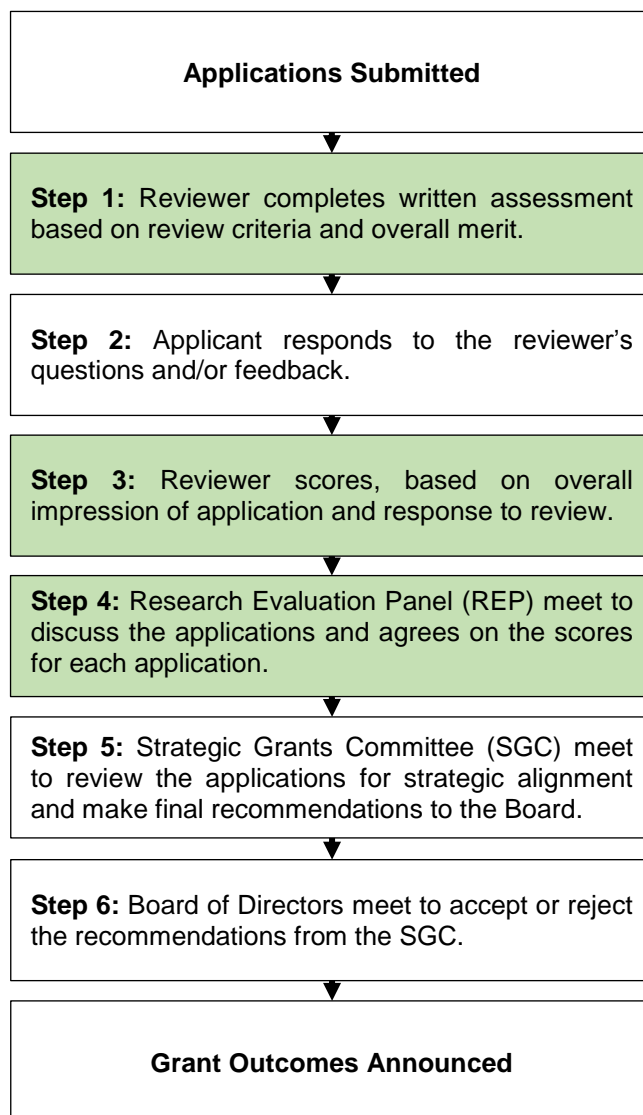 Applications Submitted
Step 1: Reviewer completes written assessment
based on review criteria and overall merit.
Step 2: Applicant responds to the reviewer's
questions and/or feedback.
Step 3: Reviewer scores, based on overall
impression of application and response to review.
Step 4: Research Evaluation Panel (REP) meet to
discuss the applications and agrees on the scores
for each application.
Step 5: Strategic Grants Committee (SGC) meet
to review the applications for strategic alignment
and make final recommendations to the Board.
Step 6: Board of Directors meet to accept or reject
the recommendations from the SGC.
Grant Outcomes Announced